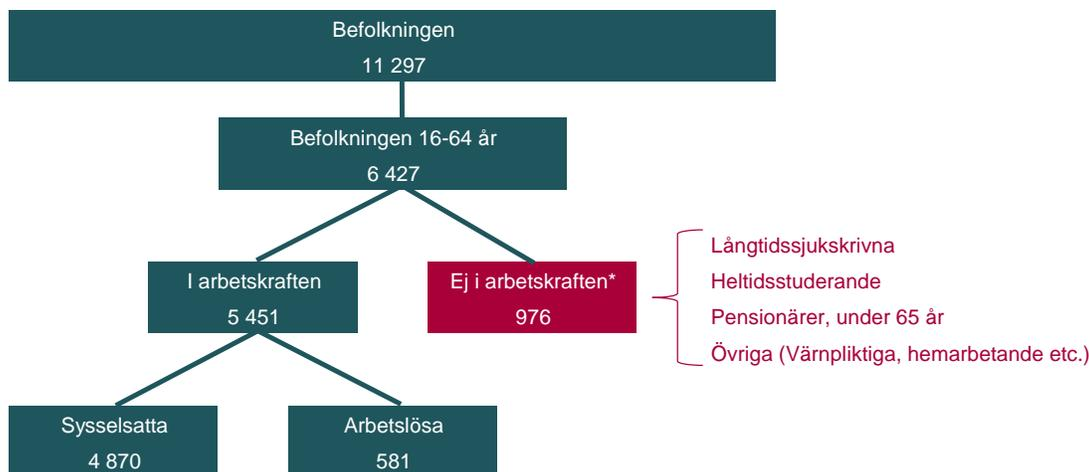 Befolkningen
11 297
Befolkningen 16-64 år
6 427
I arbetskraften
5 451
Ej i arbetskraften*
976
Långtidssjukskrivna
Heltidsstuderande
Pensionärer, under 65 år
Övriga (Värnpliktiga, hemarbetande etc.)
Sysselsatta
4 870
Arbetslösa
581